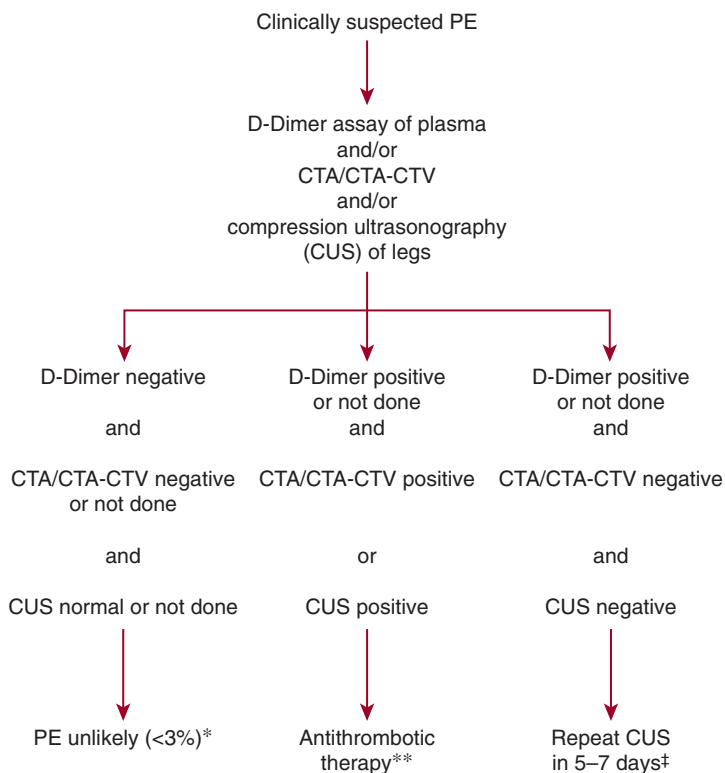 Clinically suspected PE
D-Dimer assay of plasma
and/or
CTA/CTA-CTV
and/or
compression ultrasonography
(CUS) of legs
D-Dimer negative
and
CTA/CTA-CTV negative
or not done
and
CUS normal or not done
PE unlikely (<3%)*
D-Dimer positive
or not done
and
CTA/CTA-CTV positive
or
CUS positive
Antithrombotic
therapy**
D-Dimer positive
or not done
and
CTA/CTA-CTV negative
and
CUS negative
Repeat CUS
in 5–7 days‡